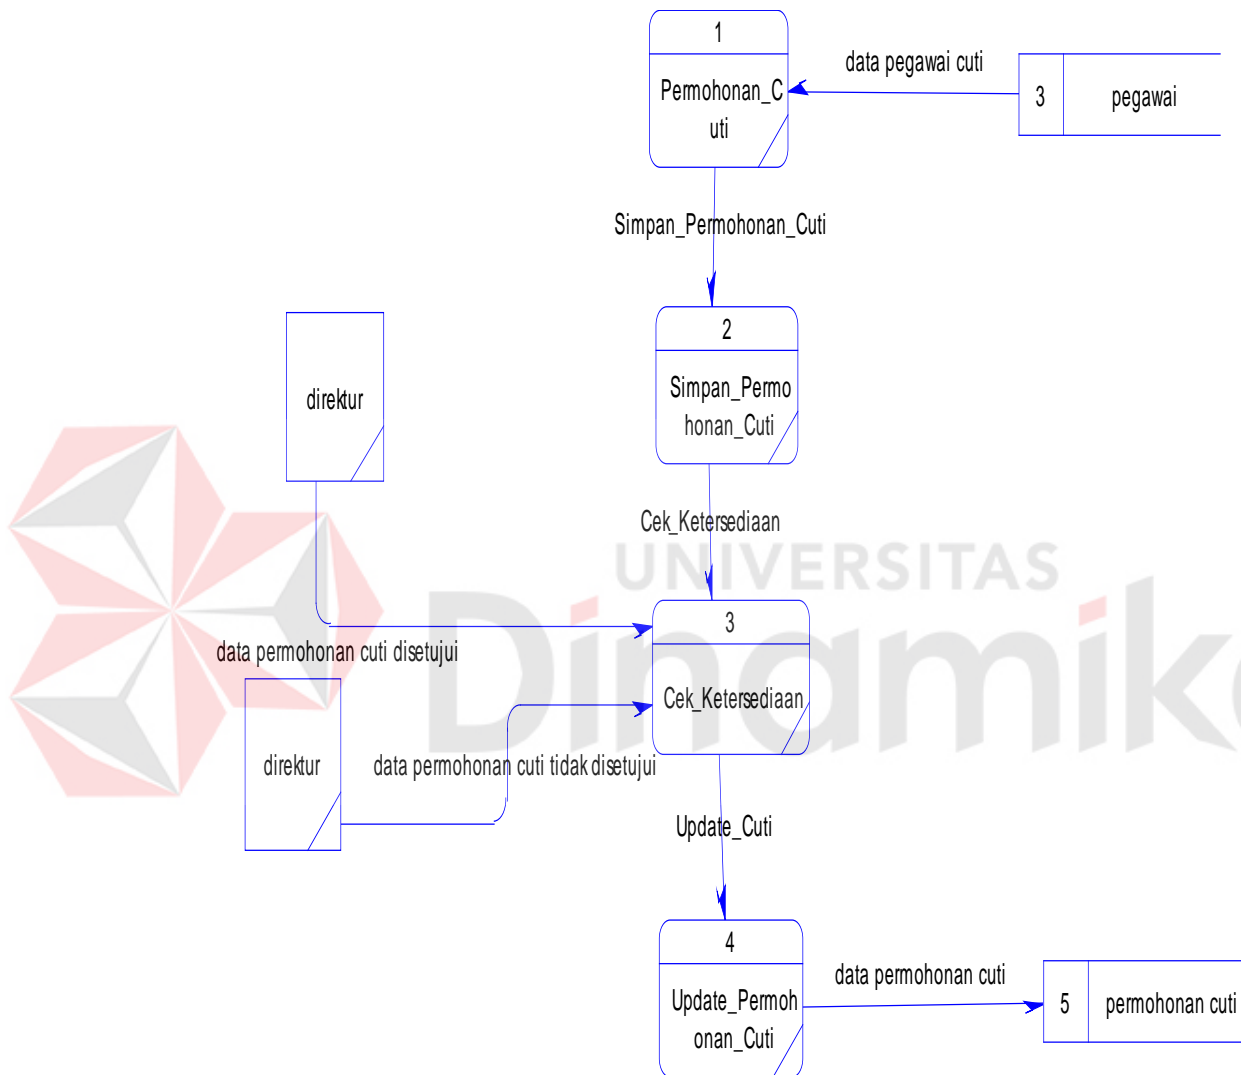 1
Permohonan_C
uti
data pegawai cuti
3
pegawai
Simpan_Permohonan_Cuti
2
Simpan_Permo
honan_Cuti
direktur
Cek_Ketersediaan
UNIVERSITAS
Dinamika
3
Cek_Ketersediaan
data permohonan cuti disetujui
direktur
data permohonan cuti tidak disetujui
Update_Cuti
4
Update_Permoh
onan_Cuti
data permohonan cuti
5
permohonan cuti